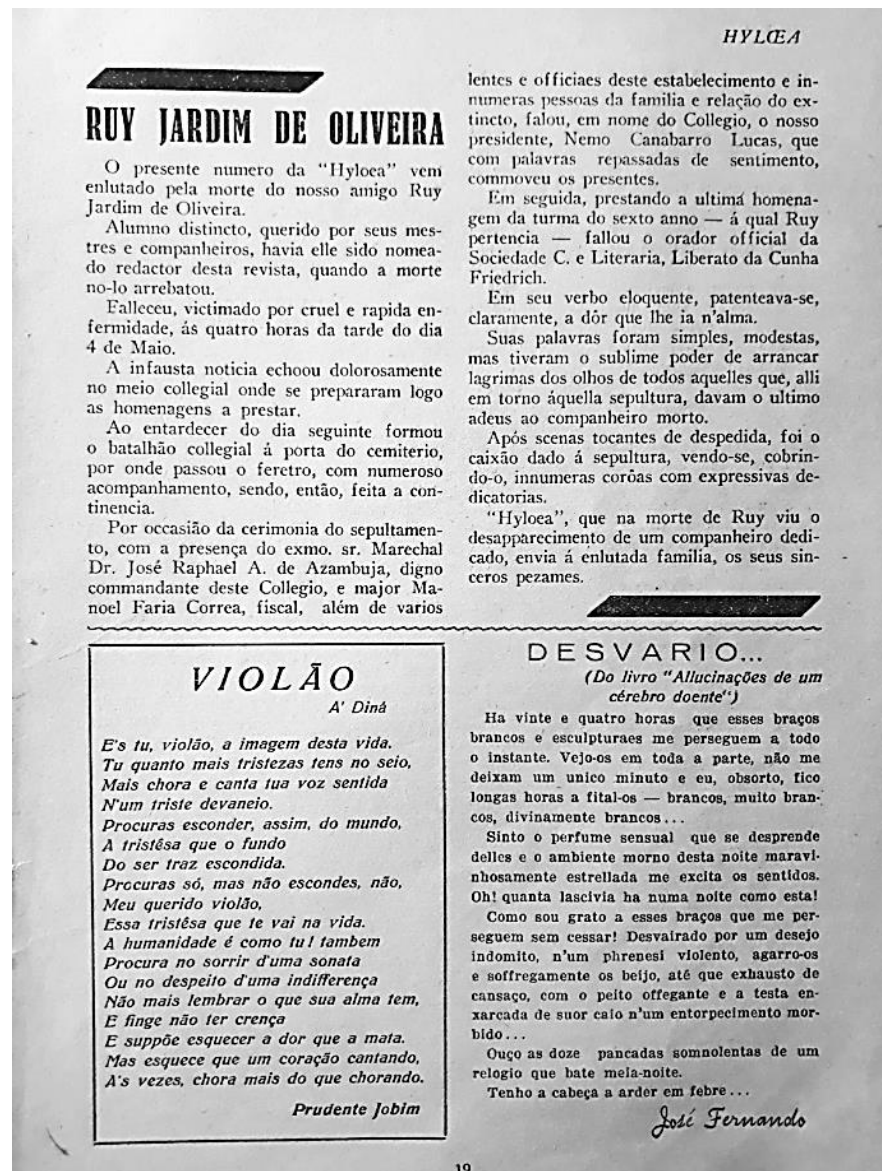 HYLŒA
RUY JARDIM DE OLIVEIRA
O presente numero da "Hyloea" vem
enlutado pela morte do nosso amigo Ruy
Jardim de Oliveira.
Alumno distincto, querido por seus mes-
tres e companheiros, havia elle sido nomea-
do redactor desta revista, quando a morte
no-lo arrebatou.
Falleceu, victimado por cruel e rapida en-
fermidade, ás quatro horas da tarde do dia
4 de Maio.
A infausta noticia echoou dolorosamente
no meio collegial onde se prepararam logo
as homenagens a prestar.
Ao entardecer do dia seguinte formou
o batalhão collegial á porta do cemiterio,
por onde passou o feretro, com numeroso
acompanhamento, sendo, então, feita a con-
tinencia.
Por occasião da cerimonia do sepultamen-
to, com a presença do exmo. sr. Marechal
Dr. José Raphael A. de Azambuja, digno
commandante deste Collegio, e major Ma-
noel Faria Correa, fiscal, além de varios
lentes e officiaes deste estabelecimento e in-
numeras pessoas da familia e relação do ex-
tincto, falou, em nome do Collegio, o nosso
presidente, Nemo Canabarro Lucas, que
com palavras repassadas de sentimento,
commoveu os presentes.
Em seguida, prestando a ultima homena-
gem da turma do sexto anno — á qual Ruy
pertencia — fallou o orador official da
Sociedade C. e Literaria, Liberato da Cunha
Friedrich.
Em seu verbo eloquente, patenteava-se,
claramente, a dôr que lhe ia n'alma.
Suas palavras foram simples, modestas,
mas tiveram o sublime poder de arrancar
lagrimas dos olhos de todos aquelles que, alli
em torno áquella sepultura, davam o ultimo
adeus ao companheiro morto.
Após scenas tocantes de despedida, foi o
caixão dado á sepultura, vendo-se, cobrin-
do-o, innumeras corôas com expressivas de-
dicatorias.
"Hyloea", que na morte de Ruy viu o
desapparecimento de um companheiro dedi-
cado, envia á enlutada familia, os seus sin-
ceros pezames.
VIOLÃO
A' Diná
E's tu, violão, a imagem desta vida.
Tu quanto mais tristezas tens no seio,
Mais chora e canta tua voz sentida
N'um triste devaneio.
Procuras esconder, assim, do mundo,
A tristêsa que o fundo
Do ser traz escondida.
Procuras só, mas não escondes, não,
Meu querido violão,
Essa tristêsa que te vai na vida.
A humanidade é como tu! tambem
Procura no sorrir d'uma sonata
Ou no despeito d'uma indifferença
Não mais lembrar o que sua alma tem,
E finge não ter crença
E suppõe esquecer a dor que a mata.
Mas esquece que um coração cantando,
A's vezes, chora mais do que chorando.
Prudente Jobim
DESVARIO...
(Do livro "Allucinações de um
cérebro doente")
Ha vinte e quatro horas que esses braços
brancos e esculpturaes me perseguem a todo
o instante. Vejo-os em toda a parte, não me
deixam um unico minuto e eu, obsorto, fico
longas horas a fital-os — brancos, muito bran-
cos, divinamente brancos...
Sinto o perfume sensual que se desprende
delles e o ambiente morno desta noite maravi-
nhosamente estrellada me excita os sentidos.
Oh! quanta lascivia ha numa noite como esta!
Como sou grato a esses braços que me per-
seguem sem cessar! Desvairado por um desejo
indomito, n'um phrenesi violento, agarro-os
e soffregamente os beijo, até que exhausto de
cansaço, com o peito offegante e a testa en-
xarcada de suor caio n'um entorpecimento mor-
bido...
Ouço as doze pancadas somnolentas de um
relogio que bate meia-noite.
Tenho a cabeça a arder em febre...
José Fernando
19